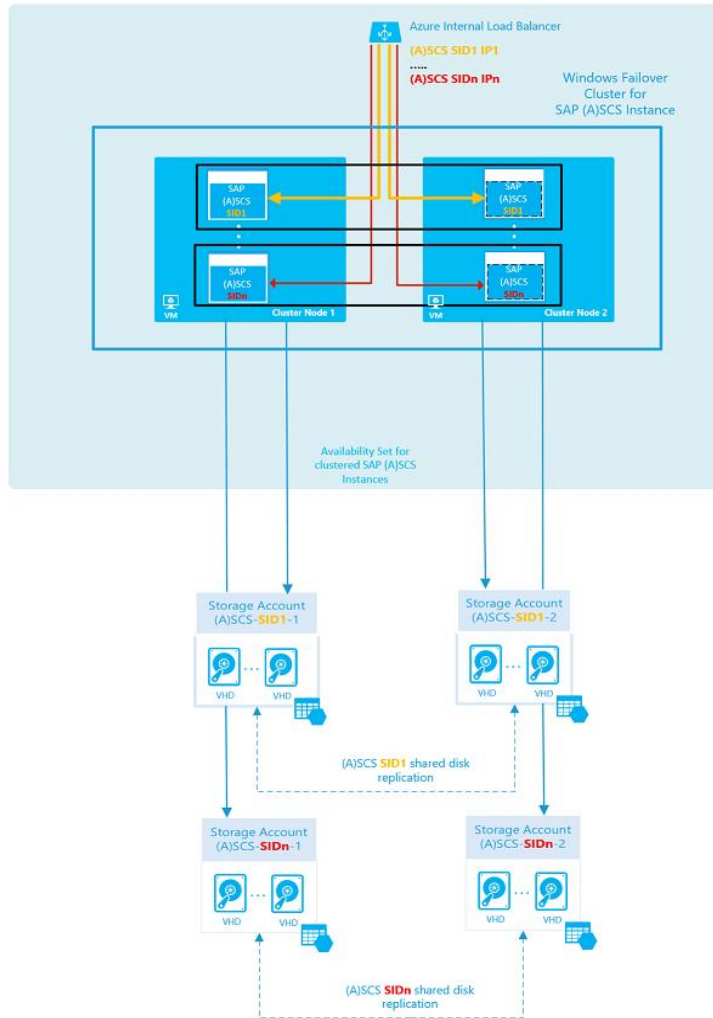 Azure Internal Load Balancer
(A)SCS SID1 IP1
.....
(A)SCS SIDn IPn
Windows Failover
Cluster for
SAP (A)SCS Instance
SAP
(A)SCS
SID1
SAP
(A)SCS
SID1
SAP
(A)SCS
SIDn
SAP
(A)SCS
SIDn
VM
Cluster Node 1
VM
Cluster Node 2
Availability Set for
clustered SAP (A)SCS
Instances
Storage Account
(A)SCS-SID1-1
VHD
VHD
Storage Account
(A)SCS-SID1-2
VHD
VHD
(A)SCS SID1 shared disk
replication
Storage Account
(A)SCS-SIDn-1
VHD
VHD
Storage Account
(A)SCS-SIDn-2
VHD
VHD
(A)SCS SIDn shared disk
replication